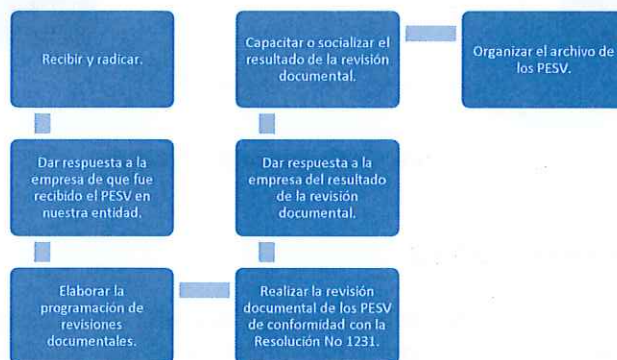 Recibir y radicar.
Dar respuesta a la
empresa de que fue
recibido el PESV en
nuestra entidad.
Elaborar la
programación de
revisiones
documentales.
Realizar la revisión
documental de los PESV
de conformidad con la
Resolución No 1231.
Dar respuesta a la
empresa del resultado
de la revisión
documental.
Capacitar o socializar el
resultado de la revisión
documental.
Organizar el archivo de
los PESV.